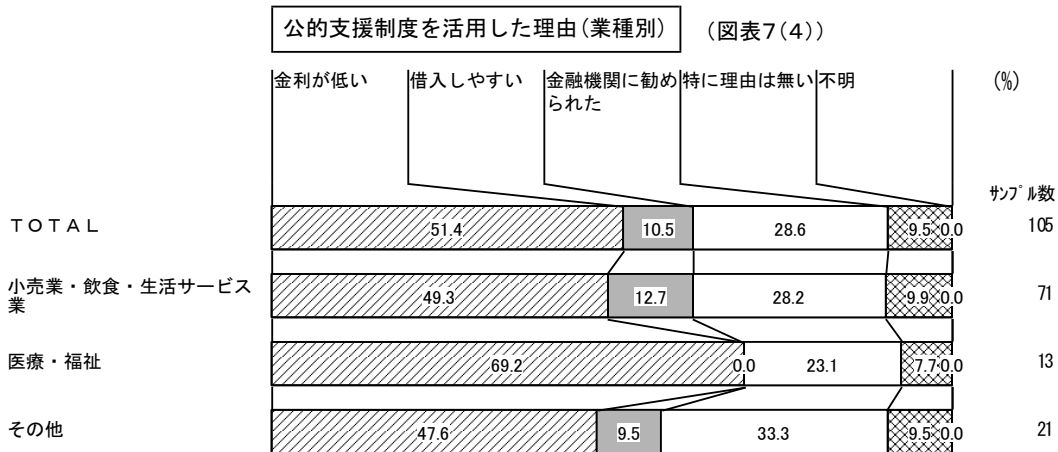 公的支援制度を活用した理由(業種別) (図表7(4))
金利が低い 借入しやすい 金融機関に勧め 特に理由は無い 不明 (%)
られた
ｻﾝﾌﾟﾙ数
ＴＯＴＡＬ 51.4 10.5 28.6 9.5 0.0 105
小売業・飲食・生活サービス
業 49.3 12.7 28.2 9.9 0.0 71
医療・福祉 69.2 0.0 23.1 7.7 0.0 13
その他 47.6 9.5 33.3 9.5 0.0 21